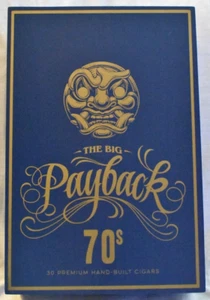 THE BIG
Payback
70s
30 PREMIUM HAND-BUILT CIGARS